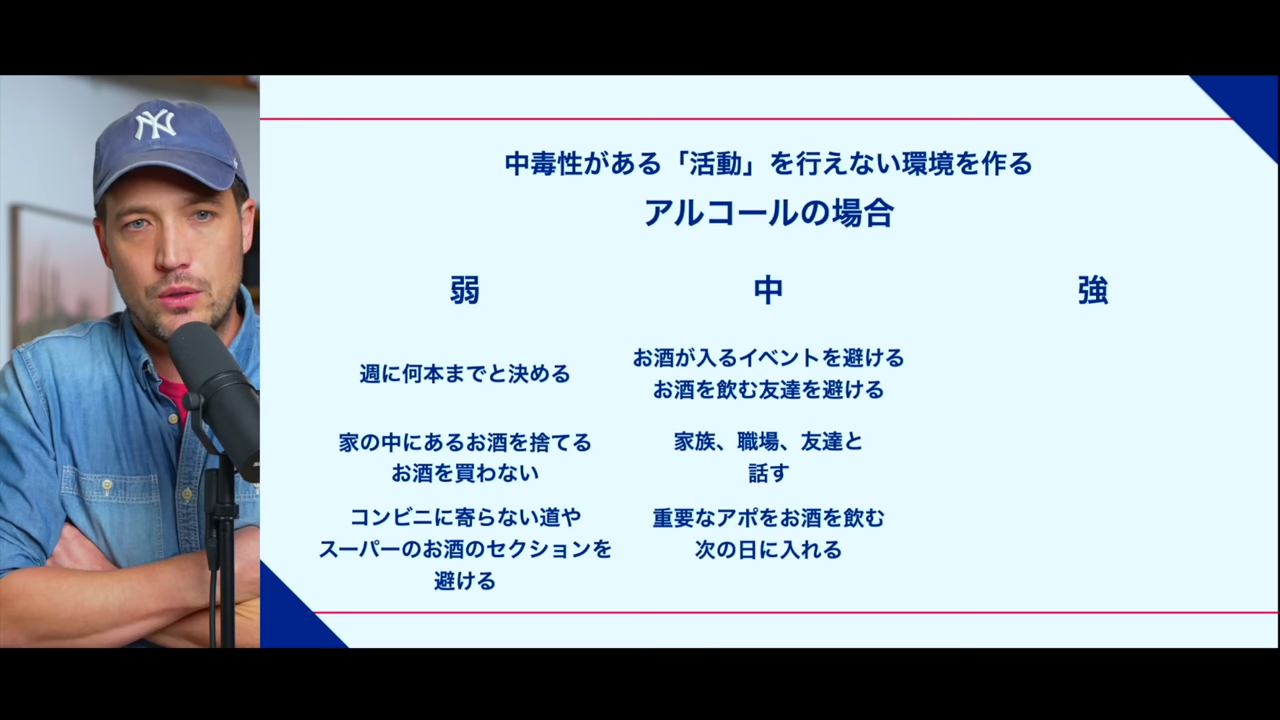 NY
中毒性がある「活動」を行えない環境を作る
アルコールの場合
弱
中
強
週に何本までと決める
お酒が入るイベントを避ける
お酒を飲む友達を避ける
家の中にあるお酒を捨てる
お酒を買わない
家族、職場、友達と
話す
コンビニに寄らない道や
スーパーのお酒のセクションを
避ける
重要なアポをお酒を飲む
次の日に入れる